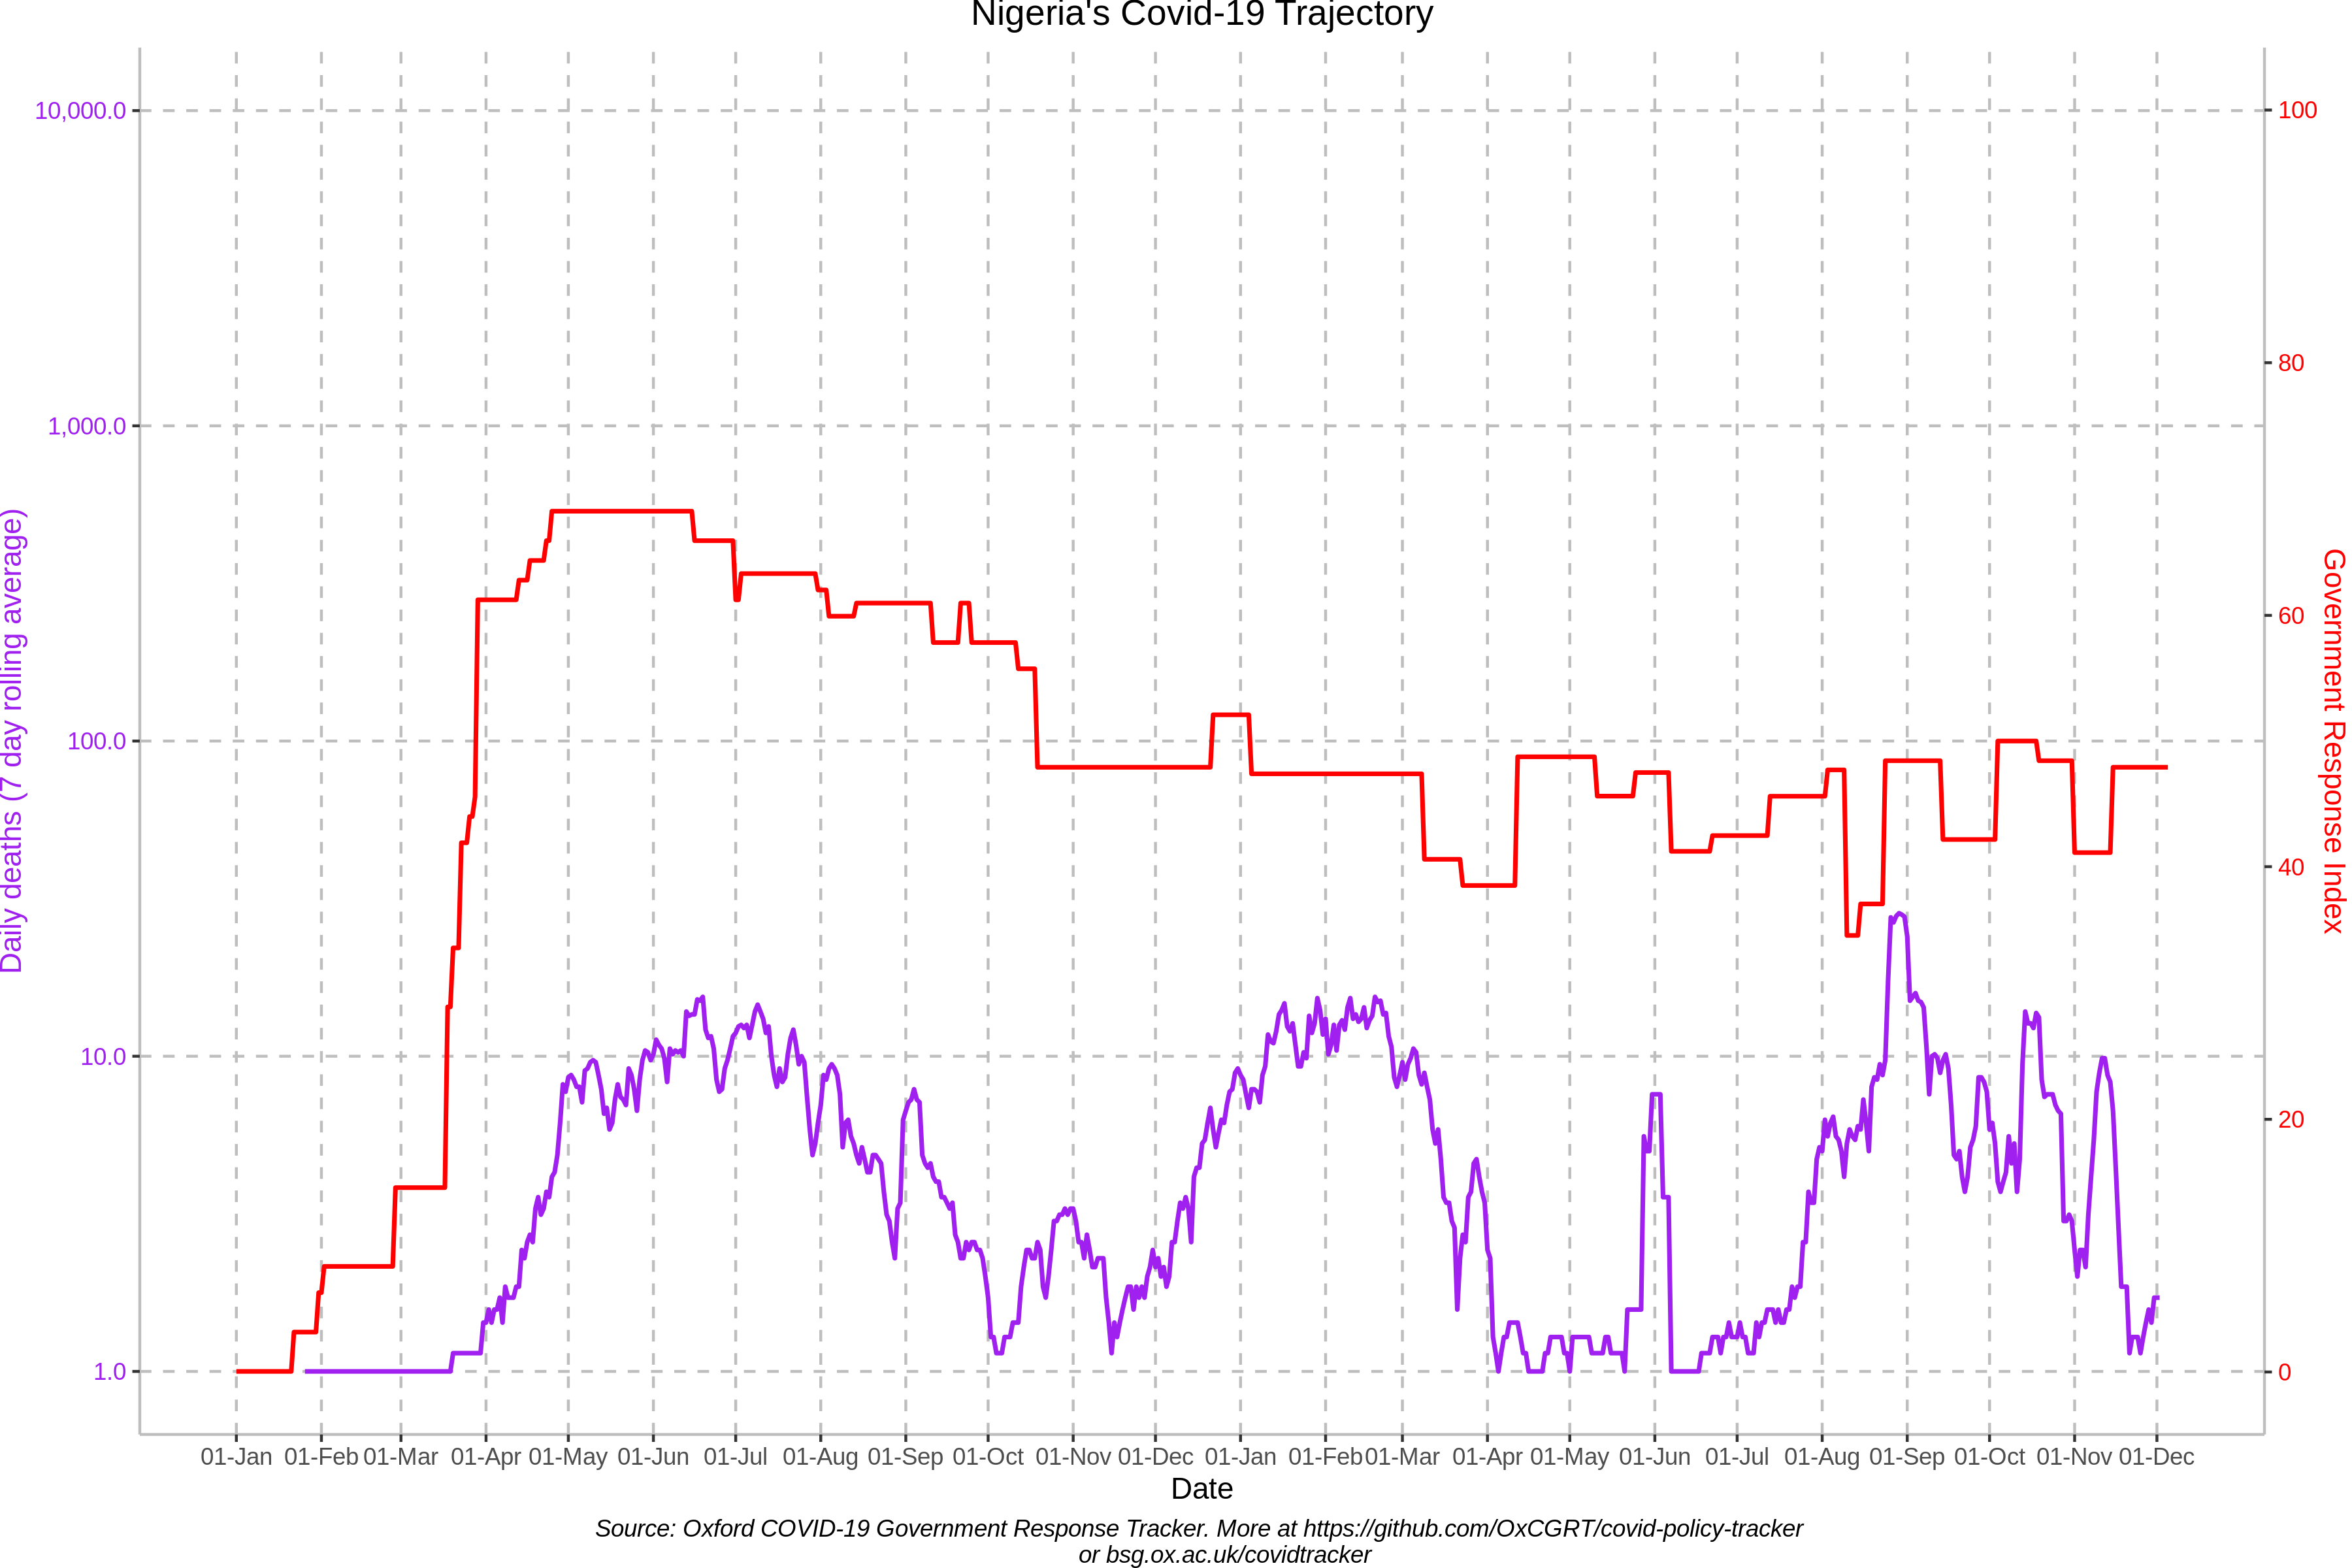 Nigeria's Covid-19 Trajectory
10,000.0
1,000.0
100.0
10.0
1.0
Daily deaths (7 day rolling average)
100
80
60
40
20
0
Government Response Index
01-Jan 01-Feb 01-Mar 01-Apr 01-May 01-Jun 01-Jul 01-Aug 01-Sep 01-Oct 01-Nov 01-Dec 01-Jan 01-Feb 01-Mar 01-Apr 01-May 01-Jun 01-Jul 01-Aug 01-Sep 01-Oct 01-Nov 01-Dec
Date
Source: Oxford COVID-19 Government Response Tracker. More at https://github.com/OxCGRT/covid-policy-tracker
or bsg.ox.ac.uk/covidtracker